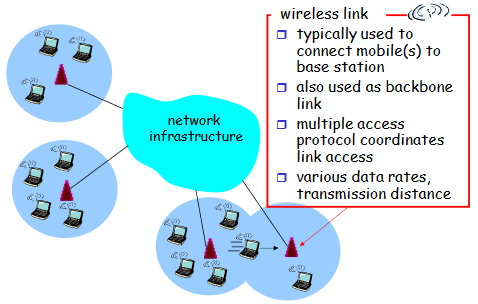 wireless link
typically used to
connect mobile(s) to
base station
also used as backbone
link
multiple access
protocol coordinates
link access
various data rates,
transmission distance
network
infrastructure